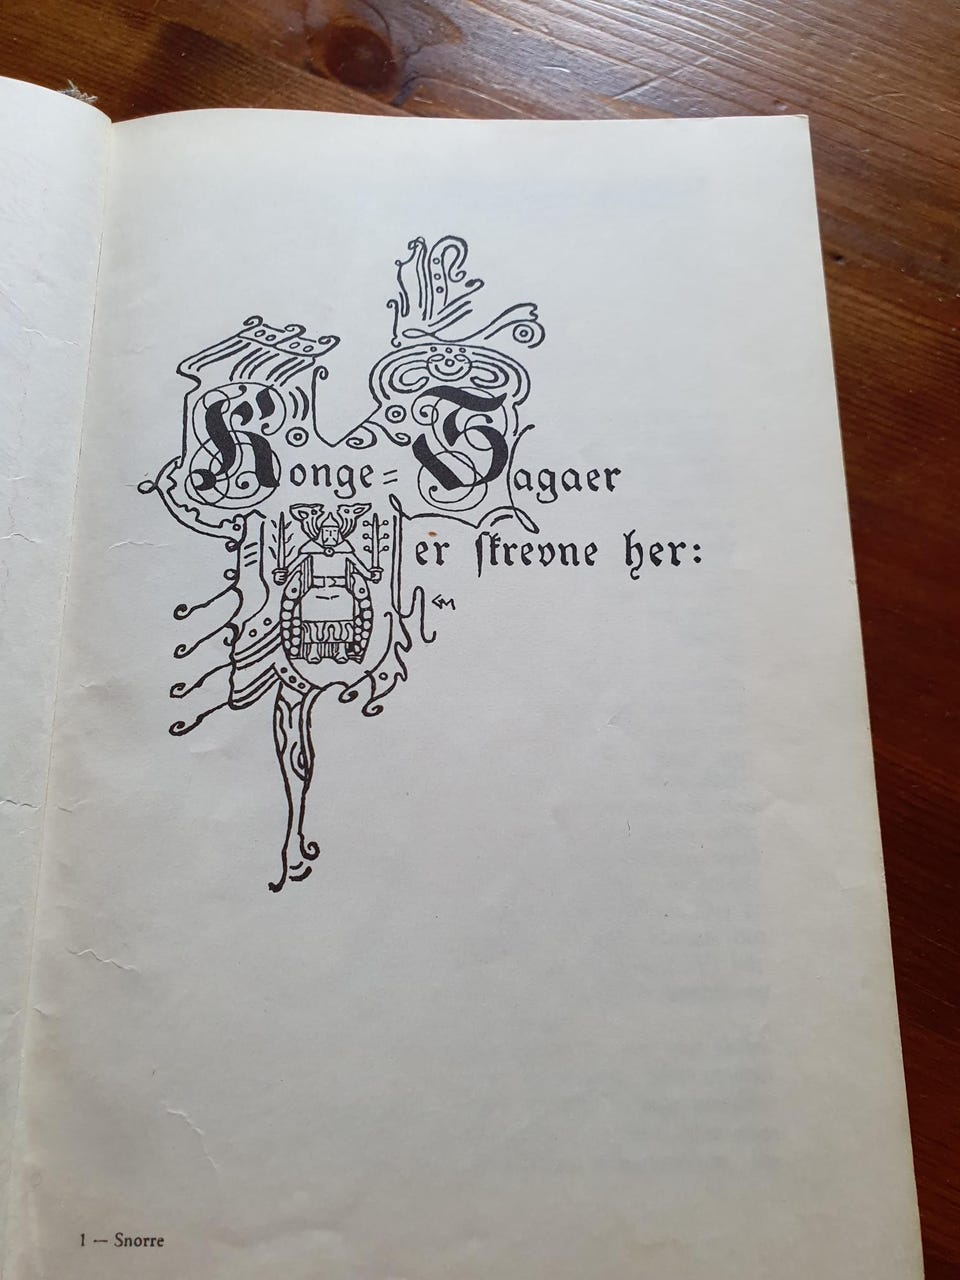 Konge=Sagaer
er skrevne her:
GM
1 — Snorre